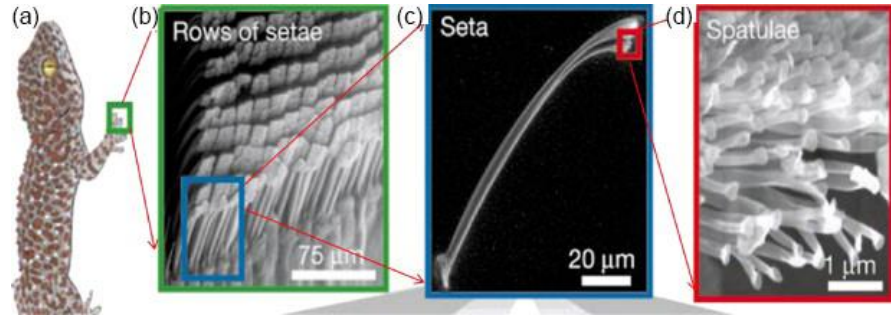 (a)
(b)
(c)
(d)
Rows of setae
Seta
Spatulae
75 μm
20 μm
1 μm